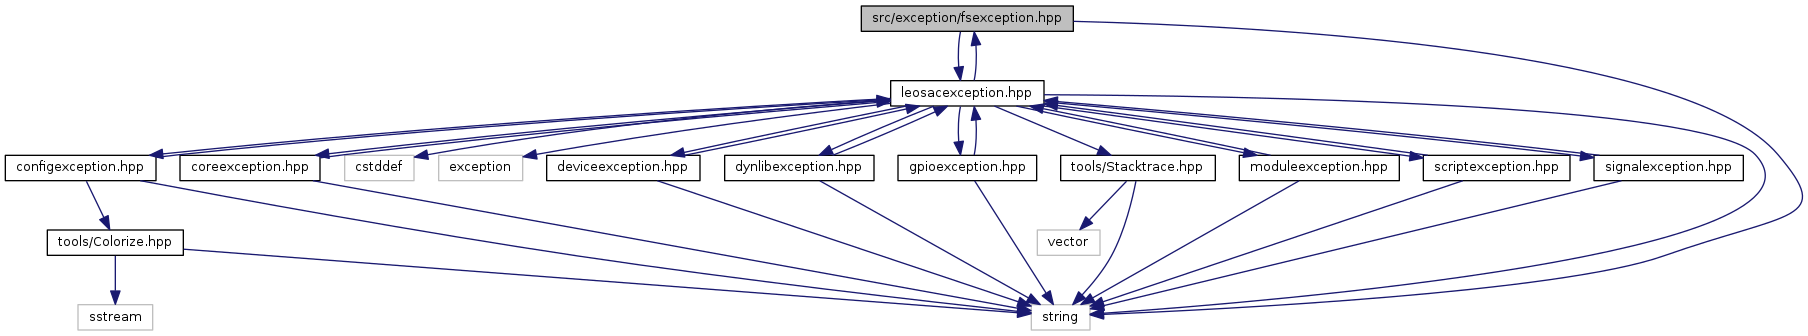 src/exception/fsexception.hpp
leosacexception.hpp
configexception.hpp
coreexception.hpp
cstddef
exception
deviceexception.hpp
dynlibexception.hpp
gpioexception.hpp
tools/Stacktrace.hpp
moduleexception.hpp
scriptexception.hpp
signalexception.hpp
tools/Colorize.hpp
vector
sstream
string